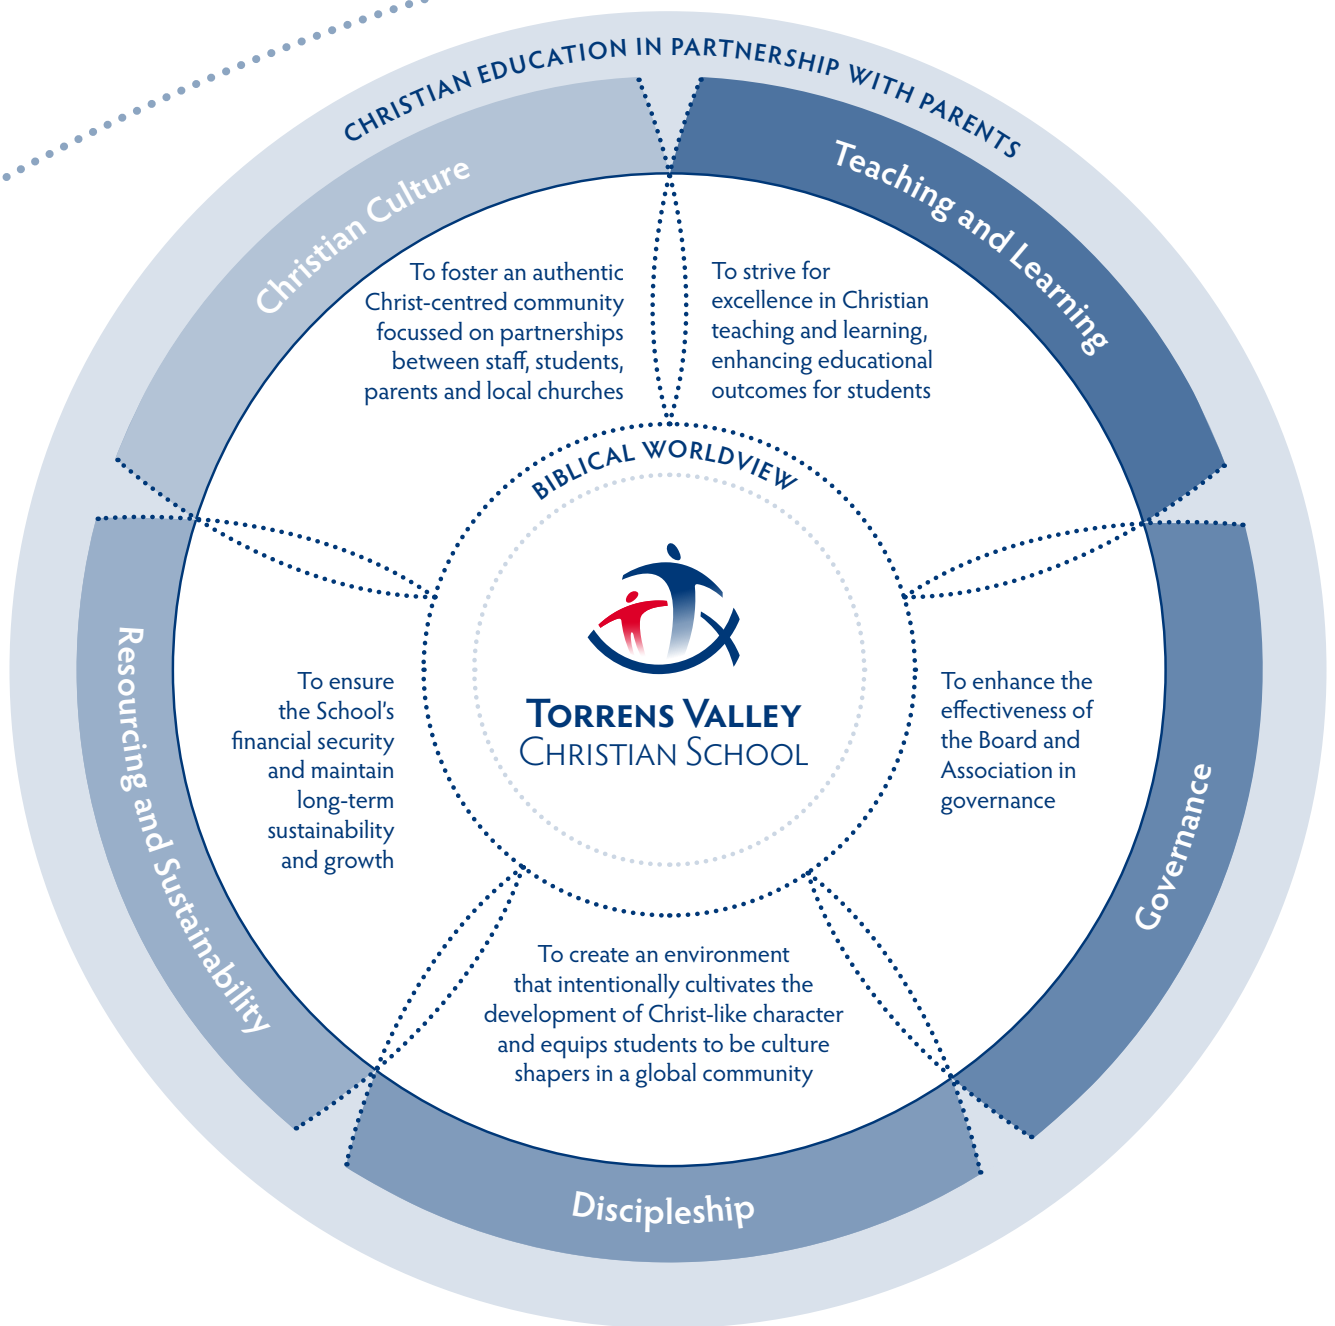 CHRISTIAN EDUCATION IN PARTNERSHIP WITH PARENTS
Christian Culture
To foster an authentic
Christ-centred community
focussed on partnerships
between staff, students,
parents and local churches
Teaching and Learning
To strive for
excellence in Christian
teaching and learning,
enhancing educational
outcomes for students
BIBLICAL WORLDVIEW
TORRENS VALLEY
CHRISTIAN SCHOOL
Resourcing and Sustainability
To ensure
the School's
financial security
and maintain
long-term
sustainability
and growth
To enhance the
effectiveness of
the Board and
Association in
governance
Governance
To create an environment
that intentionally cultivates the
development of Christ-like character
and equips students to be culture
shapers in a global community
Discipleship